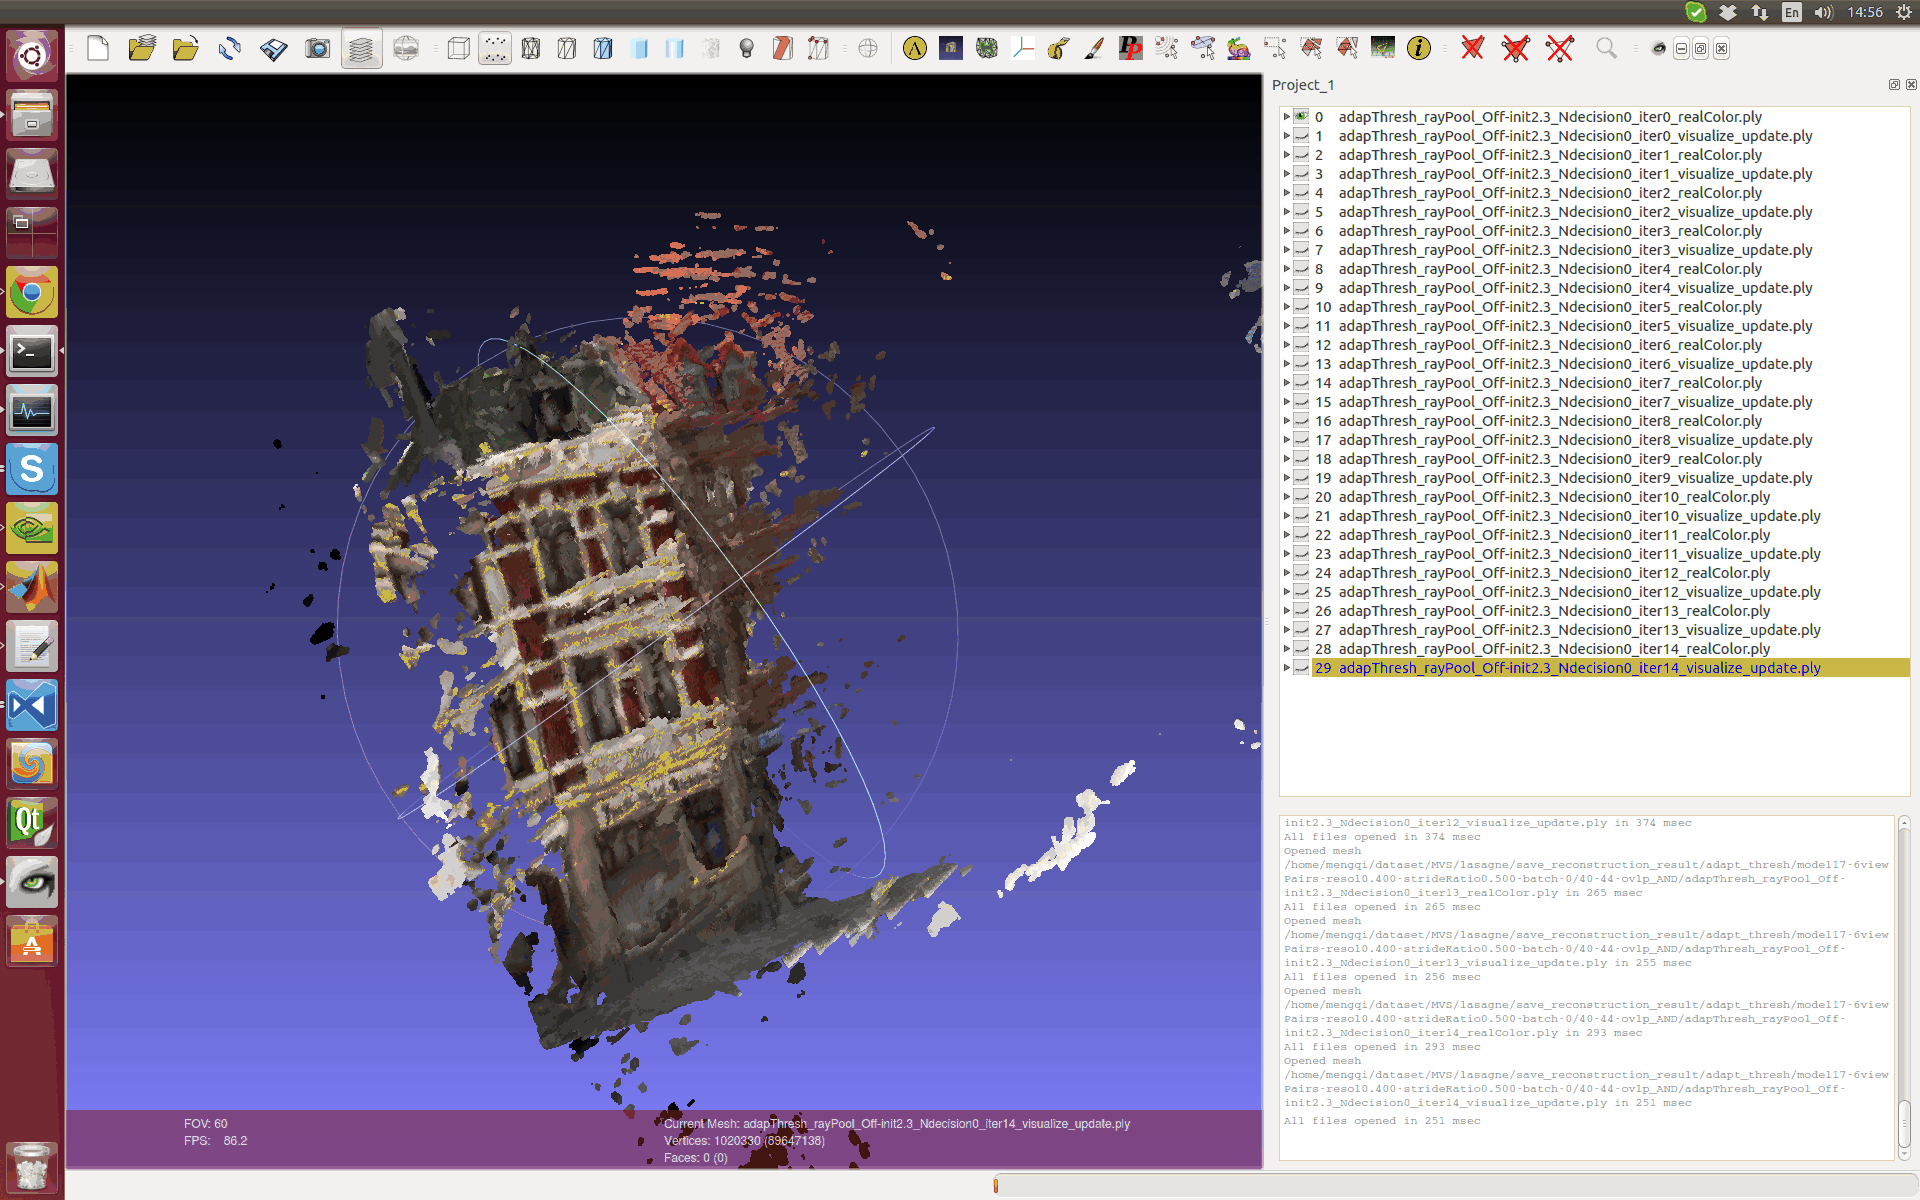 En
14:56
Project_1
0 adapThresh_rayPool_Off-init2.3_Ndecision0_iter0_realColor.ply
1 adapThresh_rayPool_Off-init2.3_Ndecision0_iter0_visualize_update.ply
2 adapThresh_rayPool_Off-init2.3_Ndecision0_iter1_realColor.ply
3 adapThresh_rayPool_Off-init2.3_Ndecision0_iter1_visualize_update.ply
4 adapThresh_rayPool_Off-init2.3_Ndecision0_iter2_realColor.ply
5 adapThresh_rayPool_Off-init2.3_Ndecision0_iter2_visualize_update.ply
6 adapThresh_rayPool_Off-init2.3_Ndecision0_iter3_realColor.ply
7 adapThresh_rayPool_Off-init2.3_Ndecision0_iter3_visualize_update.ply
8 adapThresh_rayPool_Off-init2.3_Ndecision0_iter4_realColor.ply
9 adapThresh_rayPool_Off-init2.3_Ndecision0_iter4_visualize_update.ply
10 adapThresh_rayPool_Off-init2.3_Ndecision0_iter5_realColor.ply
11 adapThresh_rayPool_Off-init2.3_Ndecision0_iter5_visualize_update.ply
12 adapThresh_rayPool_Off-init2.3_Ndecision0_iter6_realColor.ply
13 adapThresh_rayPool_Off-init2.3_Ndecision0_iter6_visualize_update.ply
14 adapThresh_rayPool_Off-init2.3_Ndecision0_iter7_realColor.ply
15 adapThresh_rayPool_Off-init2.3_Ndecision0_iter7_visualize_update.ply
16 adapThresh_rayPool_Off-init2.3_Ndecision0_iter8_realColor.ply
17 adapThresh_rayPool_Off-init2.3_Ndecision0_iter8_visualize_update.ply
18 adapThresh_rayPool_Off-init2.3_Ndecision0_iter9_realColor.ply
19 adapThresh_rayPool_Off-init2.3_Ndecision0_iter9_visualize_update.ply
20 adapThresh_rayPool_Off-init2.3_Ndecision0_iter10_realColor.ply
21 adapThresh_rayPool_Off-init2.3_Ndecision0_iter10_visualize_update.ply
22 adapThresh_rayPool_Off-init2.3_Ndecision0_iter11_realColor.ply
23 adapThresh_rayPool_Off-init2.3_Ndecision0_iter11_visualize_update.ply
24 adapThresh_rayPool_Off-init2.3_Ndecision0_iter12_realColor.ply
25 adapThresh_rayPool_Off-init2.3_Ndecision0_iter12_visualize_update.ply
26 adapThresh_rayPool_Off-init2.3_Ndecision0_iter13_realColor.ply
27 adapThresh_rayPool_Off-init2.3_Ndecision0_iter13_visualize_update.ply
28 adapThresh_rayPool_Off-init2.3_Ndecision0_iter14_realColor.ply
29 adapThresh_rayPool_Off-init2.3_Ndecision0_iter14_visualize_update.ply
init2.3_Ndecision0_iter12_visualize_update.ply in 374 msec
All files opened in 374 msec
Opened mesh
/home/mengqi/dataset/MVS/lasagne/save_reconstruction_result/adapt_thresh/model17-6view
Pairs-resol0.400-strideRatio0.500-batch-0/40-44-ovlp_AND/adapThresh_rayPool_Off-
init2.3_Ndecision0_iter13_realColor.ply in 265 msec
All files opened in 265 msec
Opened mesh
/home/mengqi/dataset/MVS/lasagne/save_reconstruction_result/adapt_thresh/model17-6view
Pairs-resol0.400-strideRatio0.500-batch-0/40-44-ovlp_AND/adapThresh_rayPool_Off-
init2.3_Ndecision0_iter13_visualize_update.ply in 255 msec
All files opened in 256 msec
Opened mesh
/home/mengqi/dataset/MVS/lasagne/save_reconstruction_result/adapt_thresh/model17-6view
Pairs-resol0.400-strideRatio0.500-batch-0/40-44-ovlp_AND/adapThresh_rayPool_Off-
init2.3_Ndecision0_iter14_realColor.ply in 293 msec
All files opened in 293 msec
Opened mesh
/home/mengqi/dataset/MVS/lasagne/save_reconstruction_result/adapt_thresh/model17-6view
Pairs-resol0.400-strideRatio0.500-batch-0/40-44-ovlp_AND/adapThresh_rayPool_Off-
init2.3_Ndecision0_iter14_visualize_update.ply in 251 msec
All files opened in 251 msec
FOV: 60
FPS: 86.2
Current Mesh: adapThresh_rayPool_Off-init2.3_Ndecision0_iter14_visualize_update.ply
Vertices: 1020330 (89647138)
Faces: 0 (0)
S
Qt
A